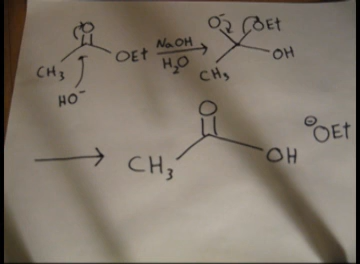 O O⁻ OEt
CH₃ OEt NaOH H₂O CH₃ OH
HO⁻
O
CH₃ OH ⊖OEt